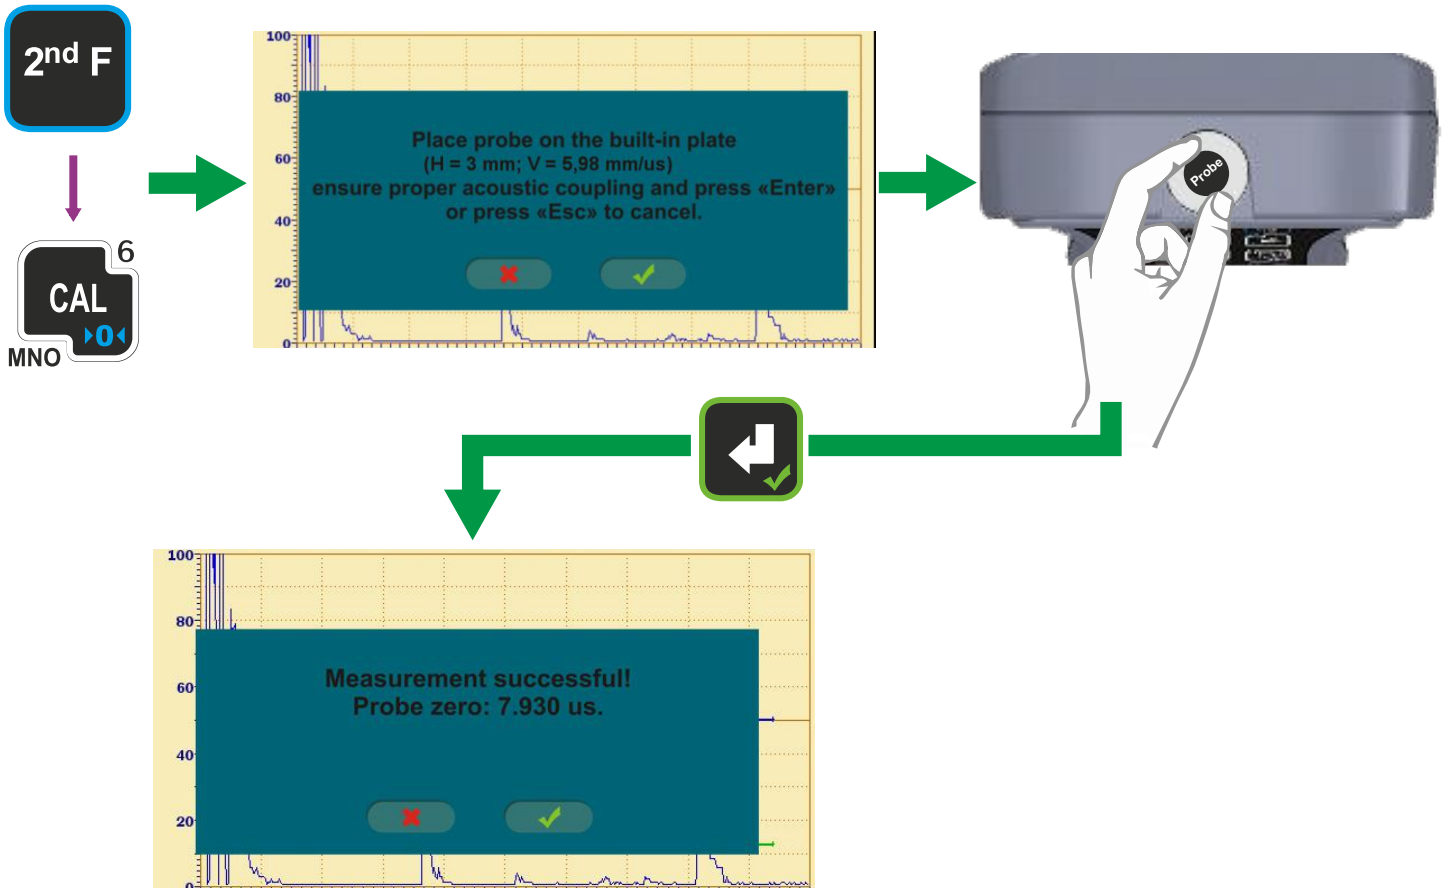 2nd F
6
CAL
0
MNO
100
80
60
40
20
0
Place probe on the built-in plate
(H = 3 mm; V = 5,98 mm/us)
ensure proper acoustic coupling and press «Enter»
or press «Esc» to cancel.
Probe
100
80
60
40
20
0
Measurement successful!
Probe zero: 7.930 us.